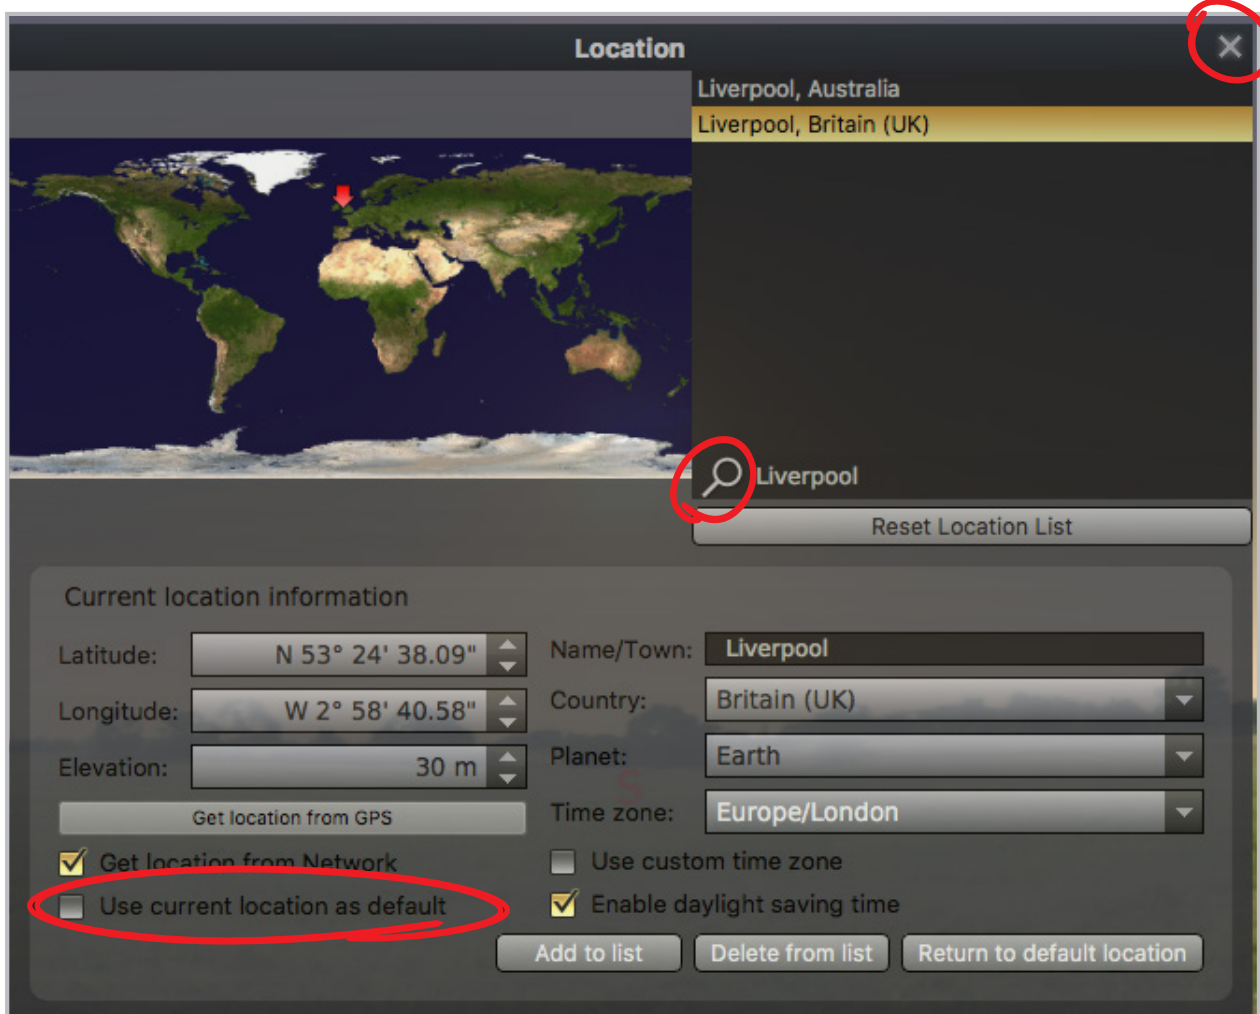 Location
Liverpool, Australia
Liverpool, Britain (UK)
Liverpool
Reset Location List
Current location information
Latitude: N 53° 24' 38.09"
Longitude: W 2° 58' 40.58"
Elevation: 30 m
Get location from GPS
Get location from Network
Use current location as default
Name/Town: Liverpool
Country: Britain (UK)
Planet: Earth
S
Time zone: Europe/London
Use custom time zone
Enable daylight saving time
Add to list
Delete from list
Return to default location